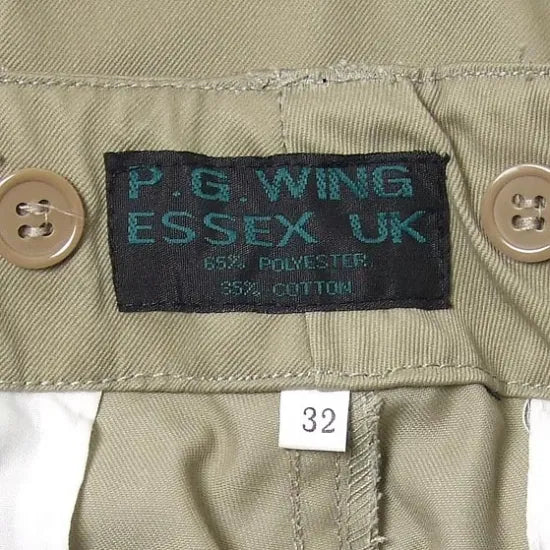 P.G.WING
ESSEX UK
65% POLYESTER
35% COTTON
32